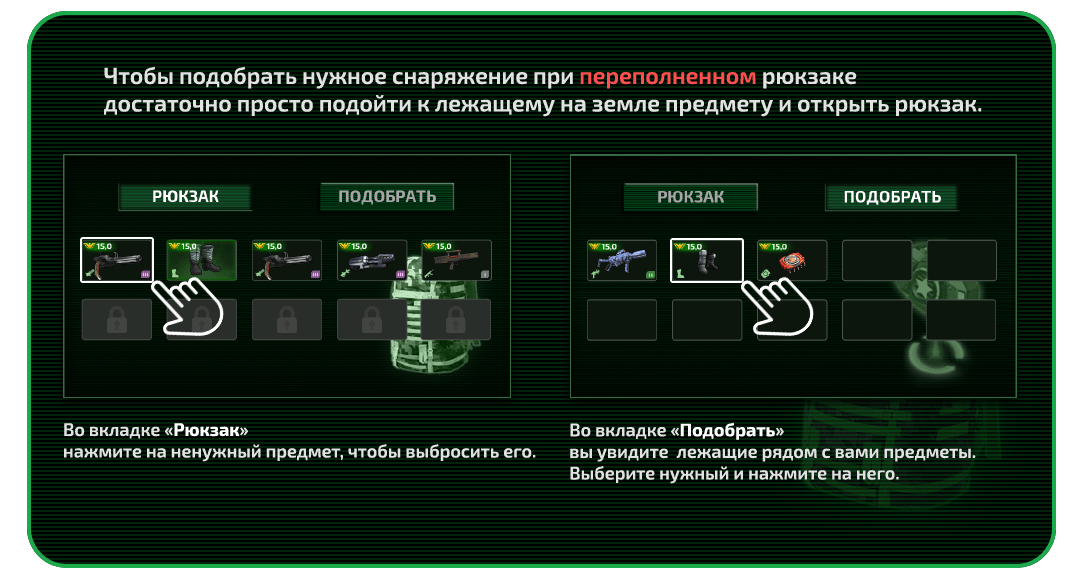 Чтобы подобрать нужное снаряжение при переполненном рюкзаке
достаточно просто подойти к лежащему на земле предмету и открыть рюкзак.
РЮКЗАК
ПОДОБРАТЬ
15,0
15,0
15,0
15,0
15,0
РЮКЗАК
ПОДОБРАТЬ
15,0
15,0
15,0
Во вкладке «Рюкзак»
нажмите на ненужный предмет, чтобы выбросить его.
Во вкладке «Подобрать»
вы увидите лежащие рядом с вами предметы.
Выберите нужный и нажмите на него.